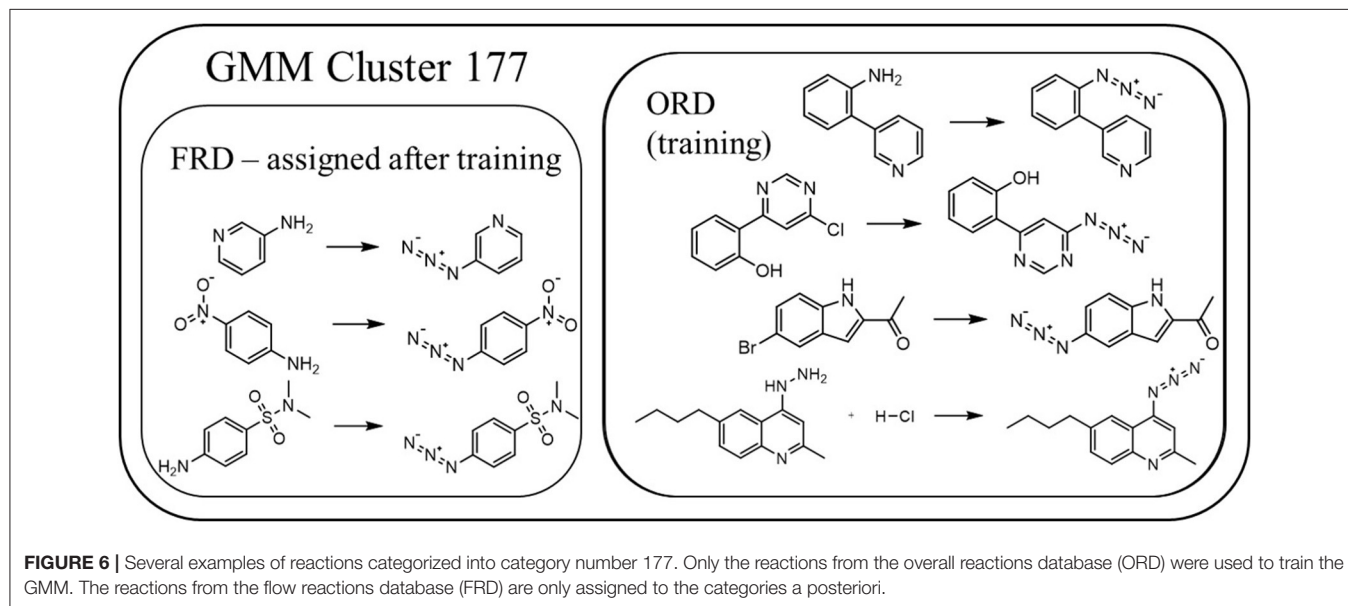 GMM Cluster 177
FRD – assigned after training
N
NH₂
N⁻
N⁺
N
N
O⁻
N⁺
O
NH₂
N⁻
N⁺
N
O⁻
N⁺
O
H₂N
O
S
O
N
N⁻
N⁺
N
O
S
O
N
ORD
(training)
NH₂
N
N
N⁺
N⁻
N
N
N
Cl
OH
OH
N
N
N
N⁺
N⁻
Br
H
N
O
N⁻
N⁺
N
H
N
O
HN
NH₂
N
+
H–Cl
N
N⁺
N⁻
N
FIGURE 6 | Several examples of reactions categorized into category number 177. Only the reactions from the overall reactions database (ORD) were used to train the
GMM. The reactions from the flow reactions database (FRD) are only assigned to the categories a posteriori.